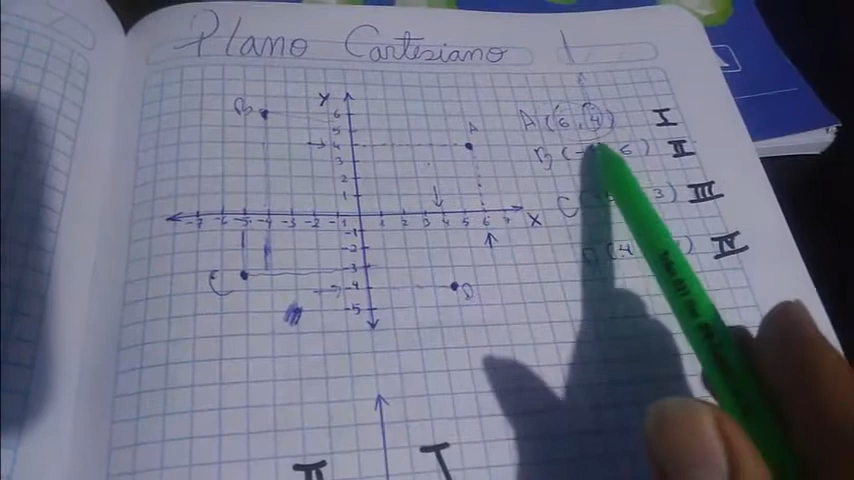 Plano Cartesiano
A (6, 4) I
B (- 6) II
C ( 3) III
D (4 ) IV
B
Y
6
5
4
3
2
1
A
-7 -6 -5 -4 -3 -2 -1 1 2 3 4 5 6 7 X
-1
-2
-3
-4
-5
C
D
II I